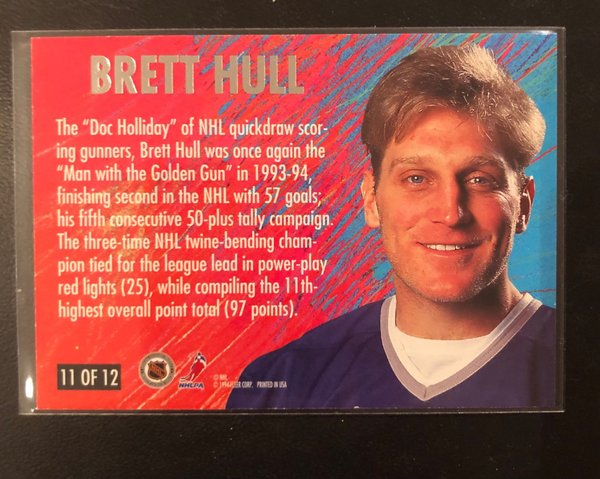 BRETT HULL
The "Doc Holliday" of NHL quickdraw scor-
ing gunners, Brett Hull was once again the
"Man with the Golden Gun" in 1993-94,
finishing second in the NHL with 57 goals;
his fifth consecutive 50-plus tally campaign.
The three-time NHL twine-bending cham-
pion tied for the league lead in power-play
red lights (25), while compiling the 11th-
highest overall point total (97 points).
11 OF 12
NHLPA
© NHL
© 1994 FLEER CORP. PRINTED IN USA